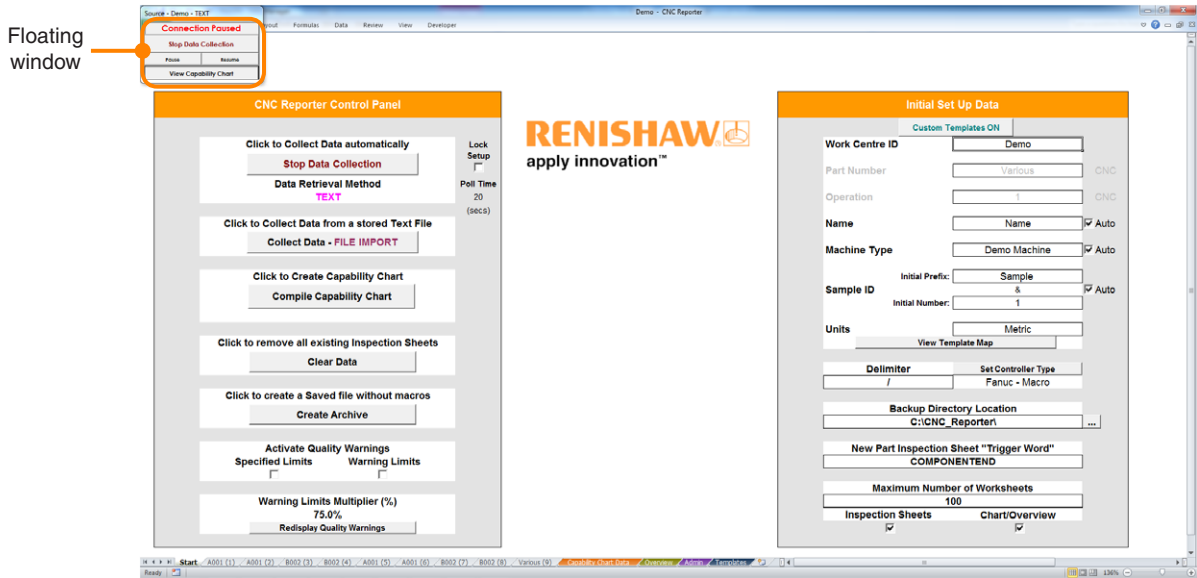 Source - Demo - TEXT
Demo - CNC Reporter
Formulas Data Review View Developer
Floating
window
Connection Paused
Stop Data Collection
Pause Resume
View Capability Chart
CNC Reporter Control Panel
Click to Collect Data automatically
Stop Data Collection
Lock
Setup
Data Retrieval Method
TEXT
Poll Time
20
(secs)
Click to Collect Data from a stored Text File
Collect Data - FILE IMPORT
Click to Create Capability Chart
Compile Capability Chart
Click to remove all existing Inspection Sheets
Clear Data
Click to create a Saved file without macros
Create Archive
Activate Quality Warnings
Specified Limits Warning Limits
Warning Limits Multiplier (%)
75.0%
Redisplay Quality Warnings
RENISHAW
apply innovation™
Initial Set Up Data
Custom Templates ON
Work Centre ID Demo
Part Number Various CNC
Operation 1 CNC
Name Name Auto
Machine Type Demo Machine Auto
Initial Prefix: Sample
Sample ID & Auto
Initial Number: 1
Units Metric
View Template Map
Delimiter Set Controller Type
/ Fanuc - Macro
Backup Directory Location
C:\CNC_Reporter\ ...
New Part Inspection Sheet "Trigger Word"
COMPONENTEND
Maximum Number of Worksheets
100
Inspection Sheets Chart/Overview
Start A001 (1) A001 (2) B002 (3) B002 (4) A001 (5) A001 (6) B002 (7) B002 (8) Various (9) Capability Chart Data Overview Admin Templates
Ready 136%